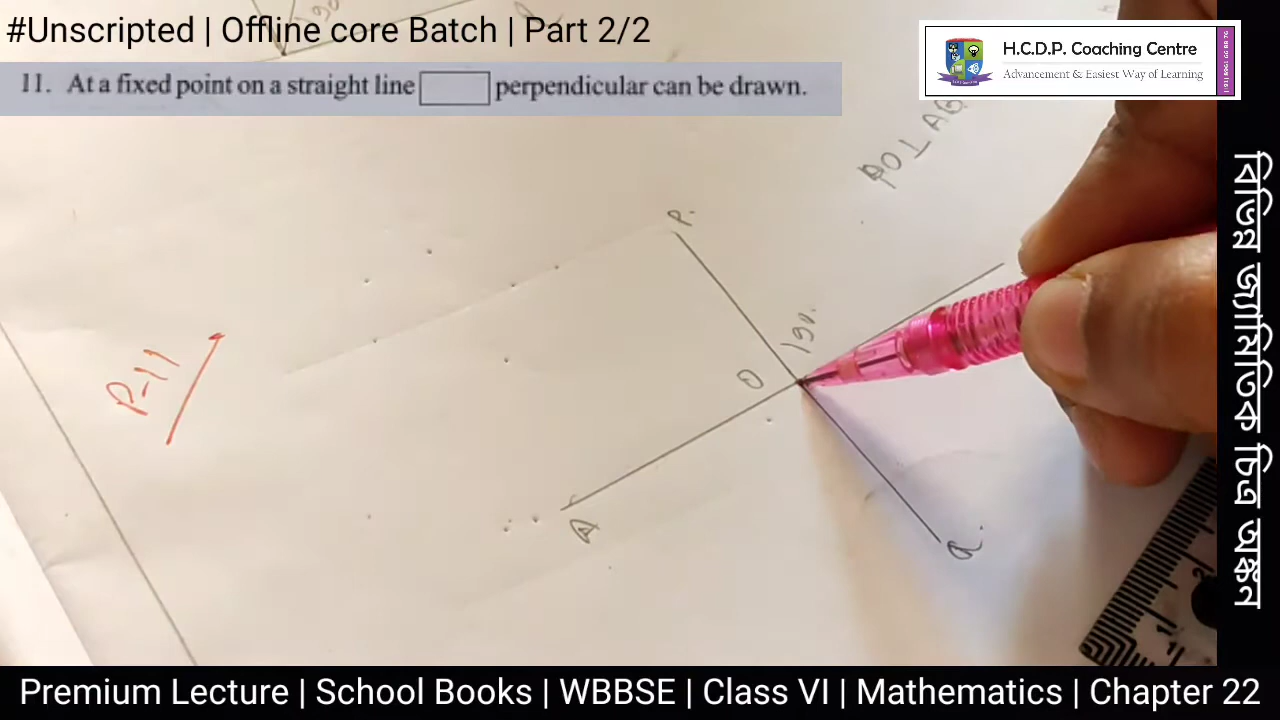 #Unscripted | Offline core Batch | Part 2/2
11. At a fixed point on a straight line perpendicular can be drawn.
H.C.D.P. Coaching Centre
Advancement & Easiest Way of Learning
PO⊥AB
P.
O
A
Q.
P-11
বিভিন্ন জ্যামিতিক চিত্র অঙ্কন
Premium Lecture | School Books | WBBSE | Class VI | Mathematics | Chapter 22